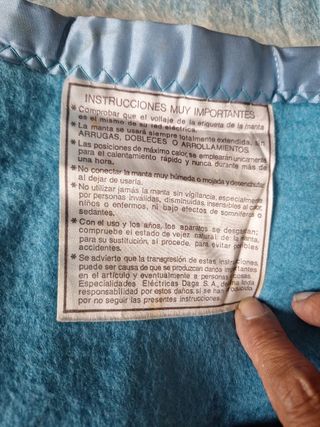 INSTRUCCIONES MUY IMPORTANTES
* Comprobar que el voltaje de la etiqueta de la manta
es el mismo de su red eléctrica.
* La manta se usará siempre totalmente extendida, sin
ARRUGAS, DOBLECES O ARROLLAMIENTOS
* Las posiciones de máximo calor, se emplearán unicamente
para el calentamiento rápido y nunca durante más de
una hora.
* No conectar la manta muy húmeda o mojada y desenchufar
al dejar de usarla.
* No utilizar jamás la manta sin vigilancia, especialmente
por personas inválidas, disminuidas, insensibles al calor,
niños o enfermos, ni bajo efectos de somníferos o
sedantes.
* Con el uso y los años, los aparatos se desgastan;
compruebe el estado de vejez natural de la manta,
para su sustitución, si procede, para evitar posibles
accidentes.
* Se advierte que la transgresión de estas instrucciones,
puede ser causa de que se produzcan daños importantes
en el artículo y eventualmente a personas o cosas.
Especialidades Eléctricas Daga S.A., declina toda
responsabilidad por estos daños, si se han producido
por no seguir las presentes instrucciones.